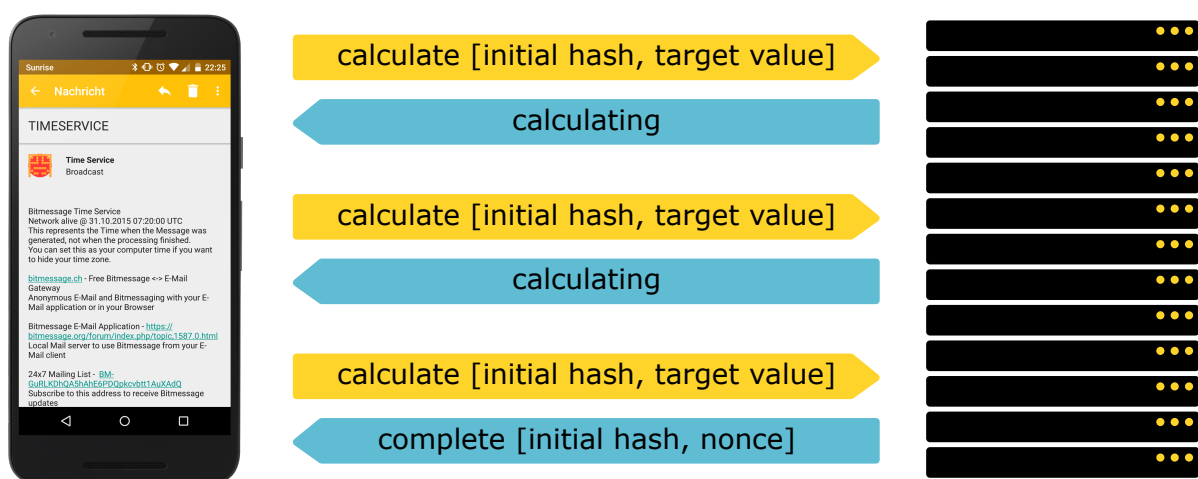 Sunrise 22:25
Nachricht
TIMESERVICE
Time Service
Broadcast
Bitmessage Time Service
Network alive @ 31.10.2015 07:20:00 UTC
This represents the Time when the Message was
generated, not when the processing finished.
You can set this as your computer time if you want
to hide your time zone.
bitmessage.ch - Free Bitmessage <-> E-Mail
Gateway
Anonymous E-Mail and Bitmessaging with your E-
Mail application or in your Browser
Bitmessage E-Mail Application - https://
bitmessage.org/forum/index.php/topic,1587.0.html
Local Mail server to use Bitmessage from your E-
Mail client
24x7 Mailing List - BM-
GuRLKDhQA5hAhE6PDQpkcvbtt1AuXAdQ
Subscribe to this address to receive Bitmessage
updates
calculate [initial hash, target value]
calculating
calculate [initial hash, target value]
calculating
calculate [initial hash, target value]
complete [initial hash, nonce]